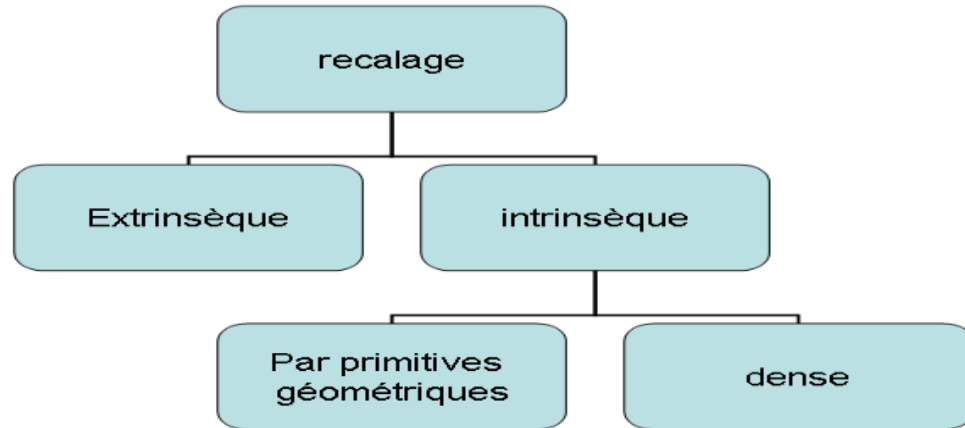 recalage
Extrinsèque
intrinsèque
Par primitives
géométriques
dense